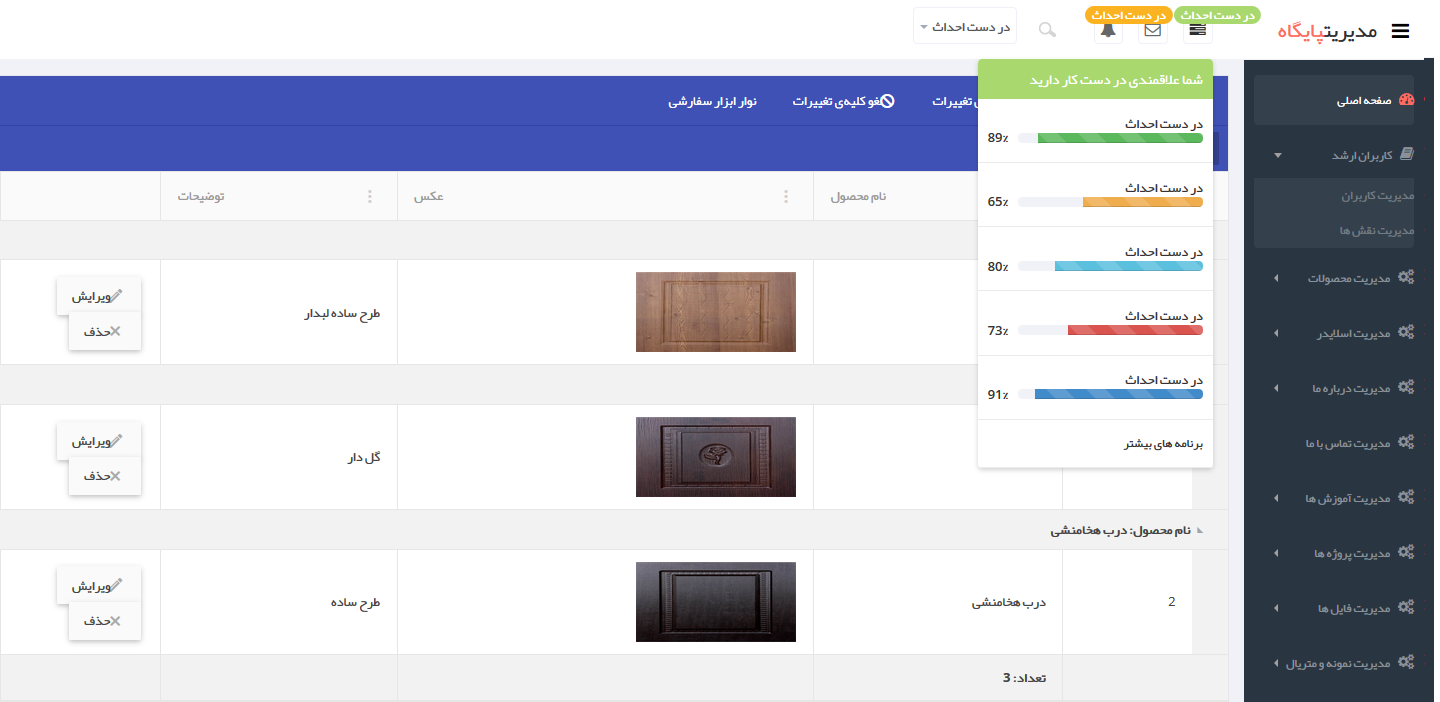 مدیریتپایگاه
در دست احداث
در دست احداث
در دست احداث
صفحه اصلی
کاربران ارشد
مدیریت کاربران
مدیریت نقش ها
مدیریت محصولات
مدیریت اسلایدر
مدیریت درباره ما
مدیریت تماس با ما
مدیریت آموزش ها
مدیریت پروژه ها
مدیریت فایل ها
مدیریت نمونه و متریال
شما علاقمندی در دست کار دارید
در دست احداث
89٪
در دست احداث
65٪
در دست احداث
80٪
در دست احداث
73٪
در دست احداث
91٪
برنامه های بیشتر
تغییرات
لغو کلیه‌ی تغییرات
نوار ابزار سفارشی
نام محصول
عکس
توضیحات
طرح ساده لبدار
ویرایش
حذف
گل دار
ویرایش
حذف
نام محصول: درب هخامنشی
2
درب هخامنشی
طرح ساده
ویرایش
حذف
تعداد: 3